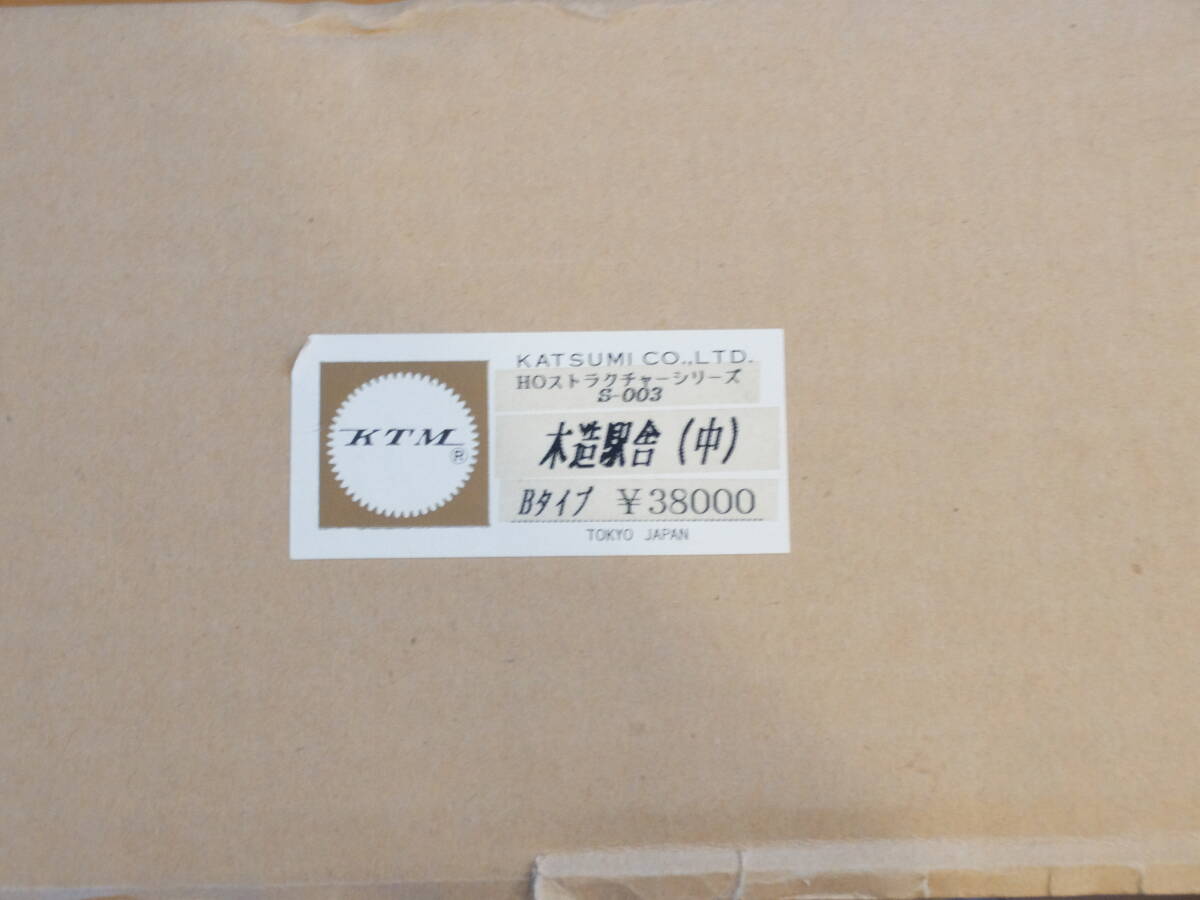 KTM
®
KATSUMI CO.,LTD.
HOストラクチャーシリーズ
S-003
木造駅舎(中)
Bタイプ ¥38000
TOKYO JAPAN